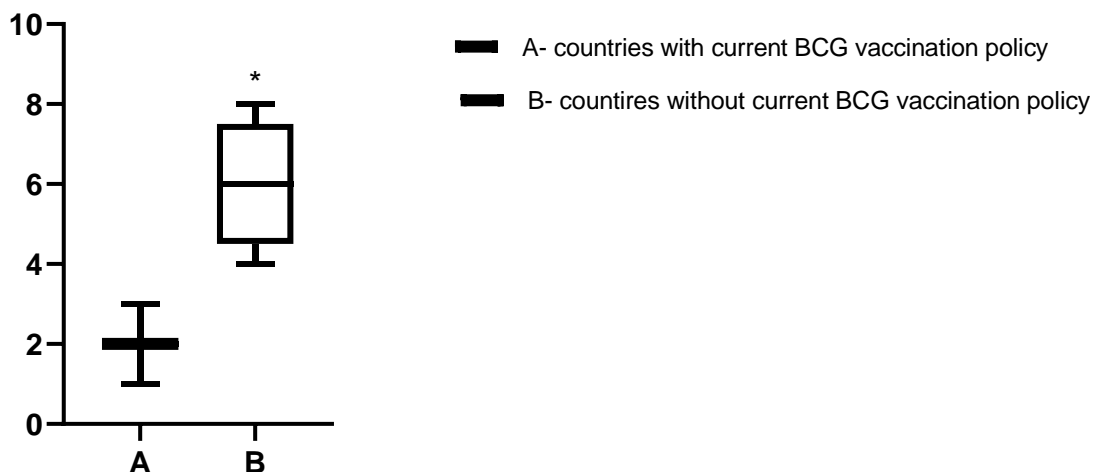 10
8
6
4
2
0
*
A
B
A- countries with current BCG vaccination policy
B- countires without current BCG vaccination policy